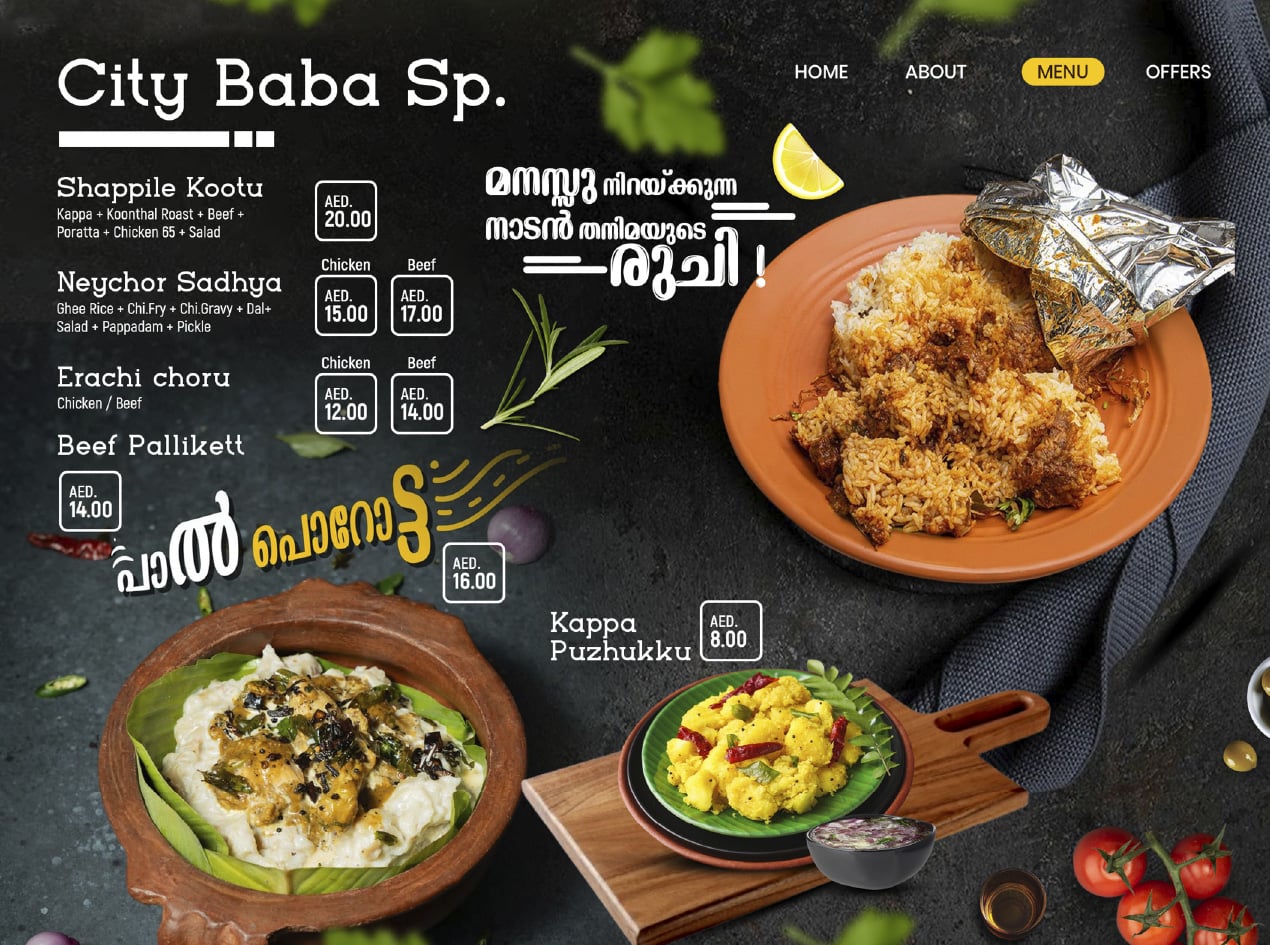 City Baba Sp.
HOME ABOUT MENU OFFERS
Shappile Kootu
Kappa + Koonthal Roast + Beef +
Poratta + Chicken 65 + Salad
AED.
20.00
Neychor Sadhya
Ghee Rice + Chi.Fry + Chi.Gravy + Dal+
Salad + Pappadam + Pickle
Chicken Beef
AED. AED.
15.00 17.00
Erachi choru
Chicken / Beef
Chicken Beef
AED. AED.
12.00 14.00
Beef Pallikett
AED.
14.00
മനസ്സു നിറയ്ക്കുന്ന
നാടൻ തനിമയുടെ
രുചി !
പാൽ പൊറോട്ട
AED.
16.00
Kappa
Puzhukku
AED.
8.00